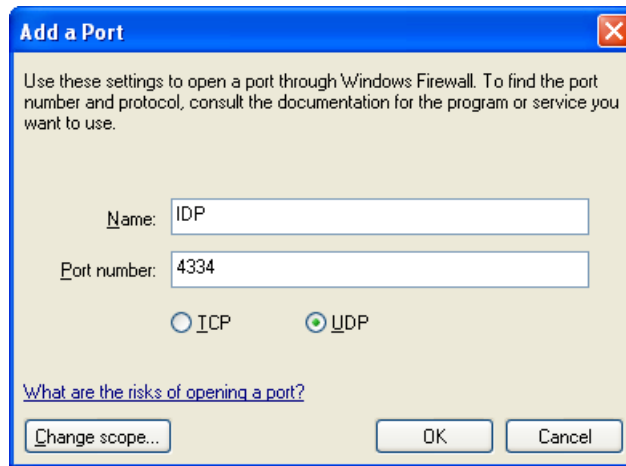 Add a Port
Use these settings to open a port through Windows Firewall. To find the port
number and protocol, consult the documentation for the program or service you
want to use.
Name: IDP
Port number: 4334
TCP UDP
What are the risks of opening a port?
Change scope... OK Cancel